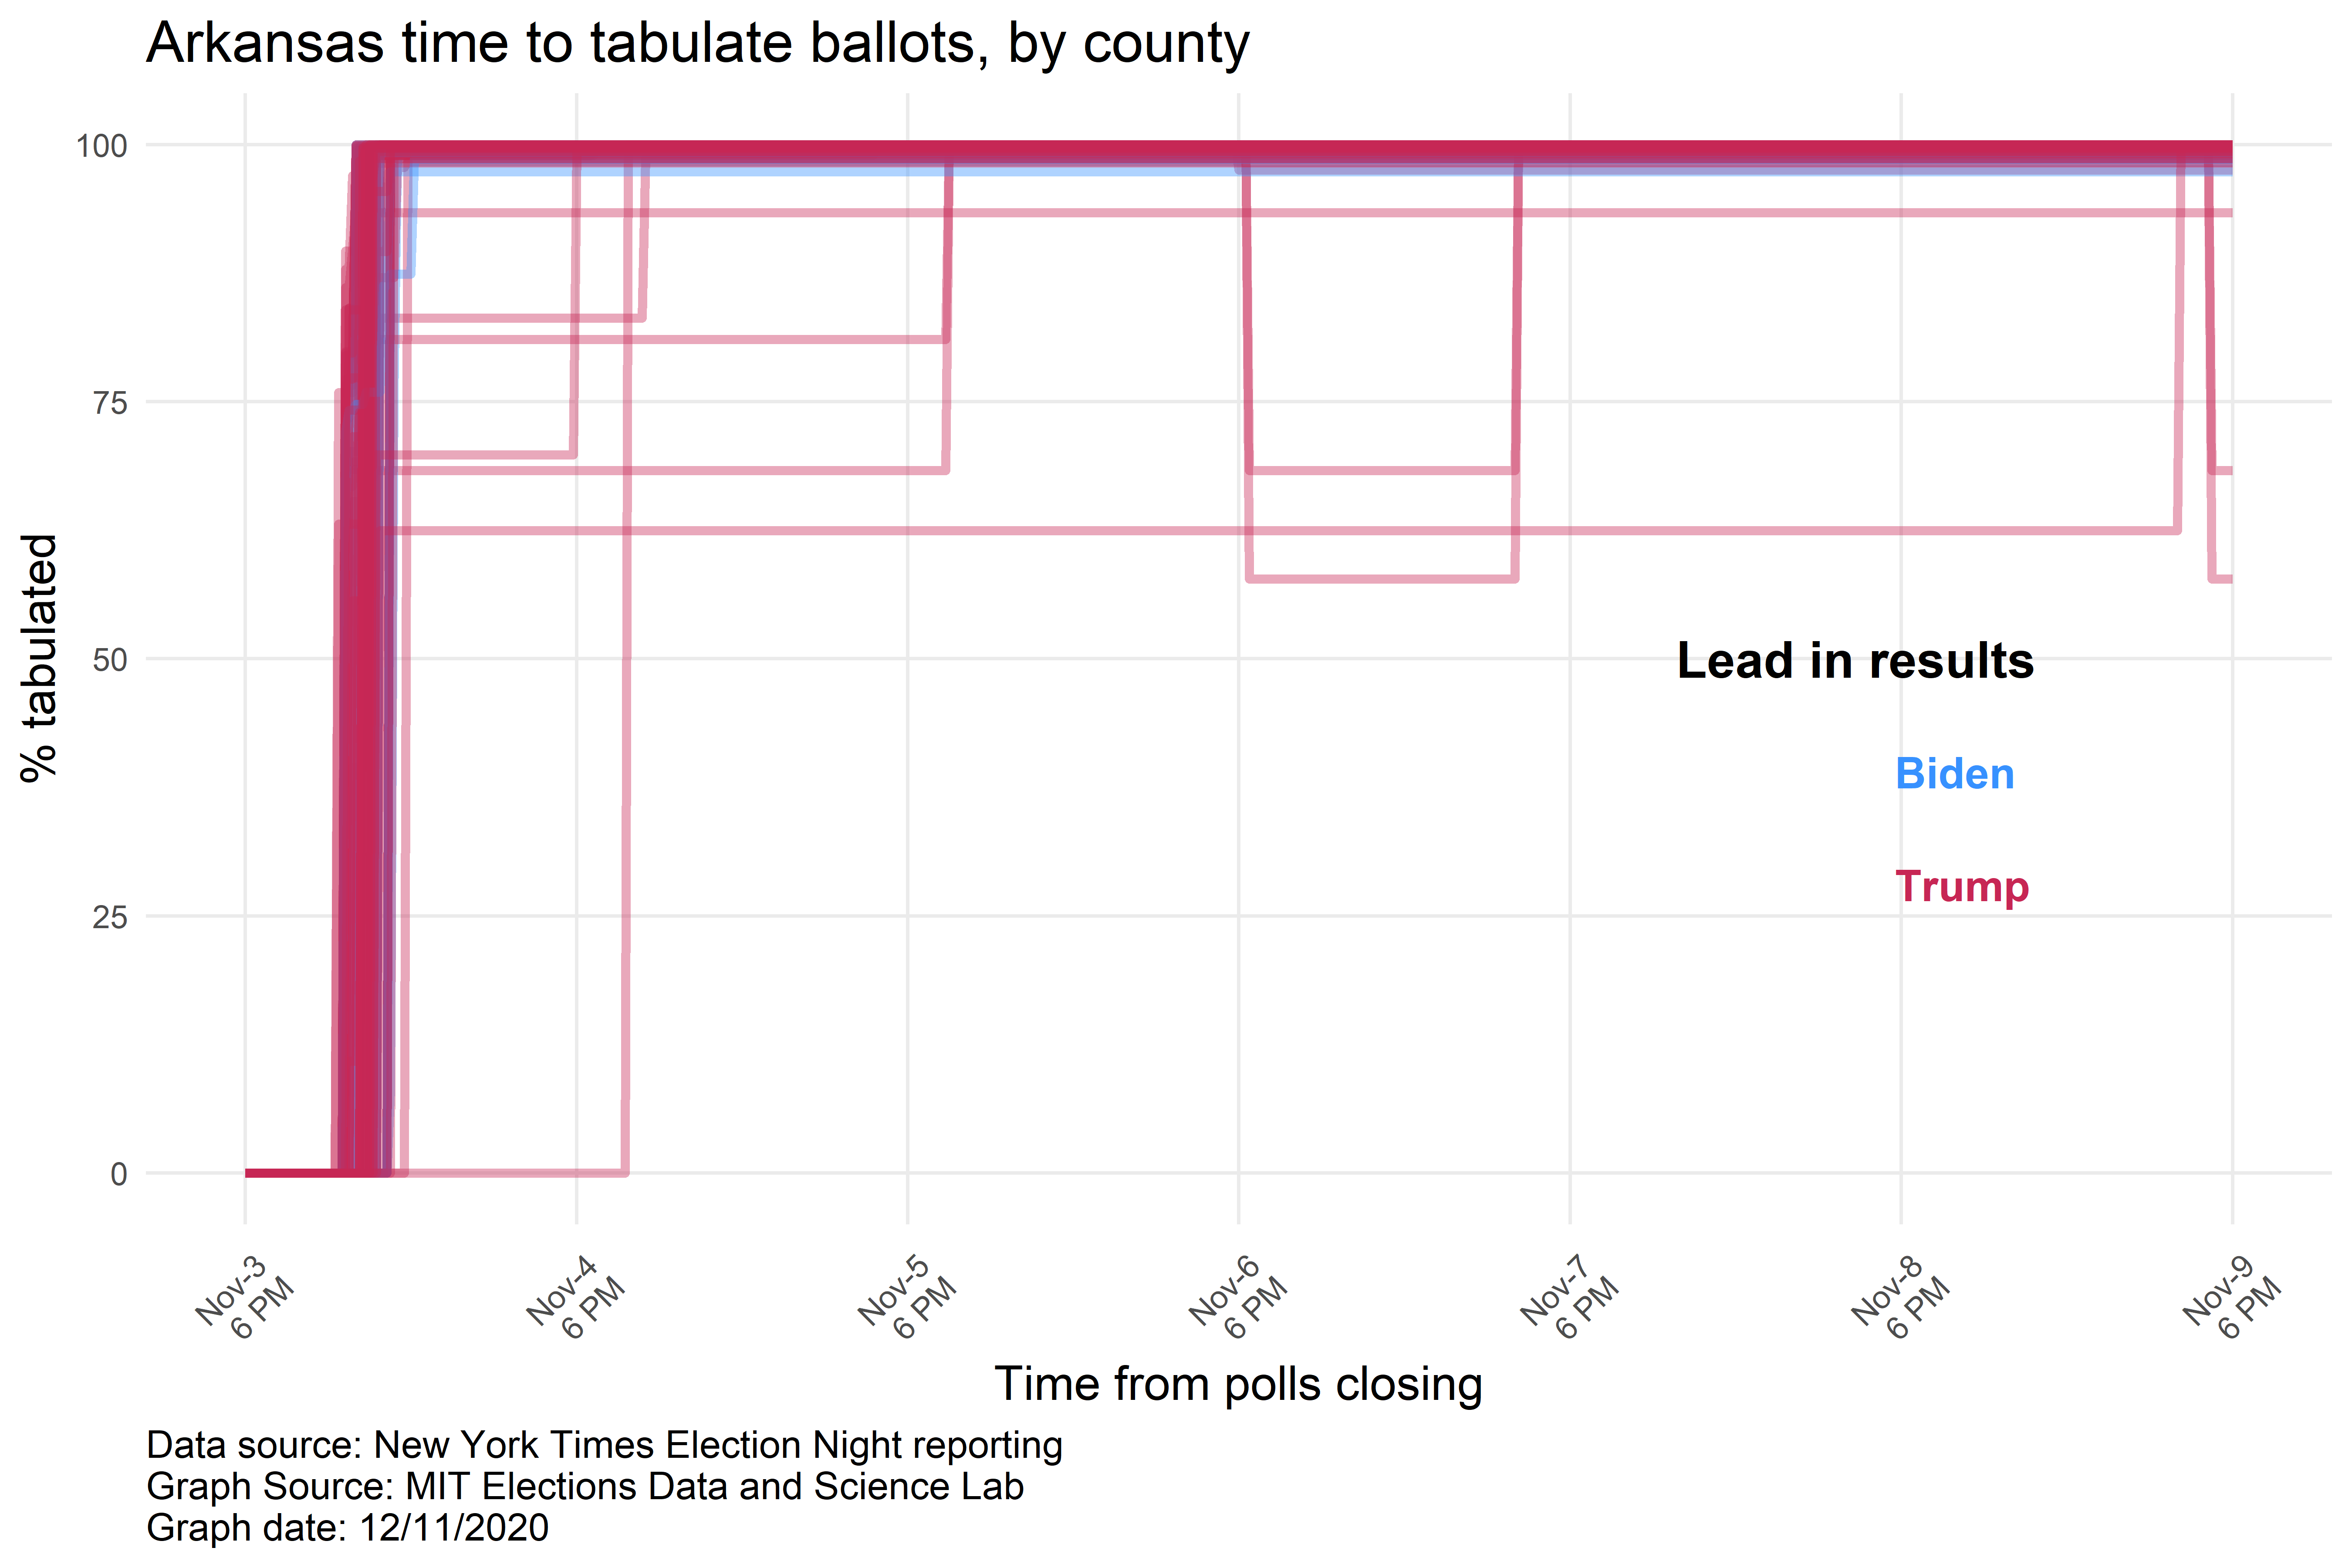 Arkansas time to tabulate ballots, by county
100
75
50
25
0
% tabulated
Lead in results
Biden
Trump
Nov-3
6 PM
Nov-4
6 PM
Nov-5
6 PM
Nov-6
6 PM
Nov-7
6 PM
Nov-8
6 PM
Nov-9
6 PM
Time from polls closing
Data source: New York Times Election Night reporting
Graph Source: MIT Elections Data and Science Lab
Graph date: 12/11/2020